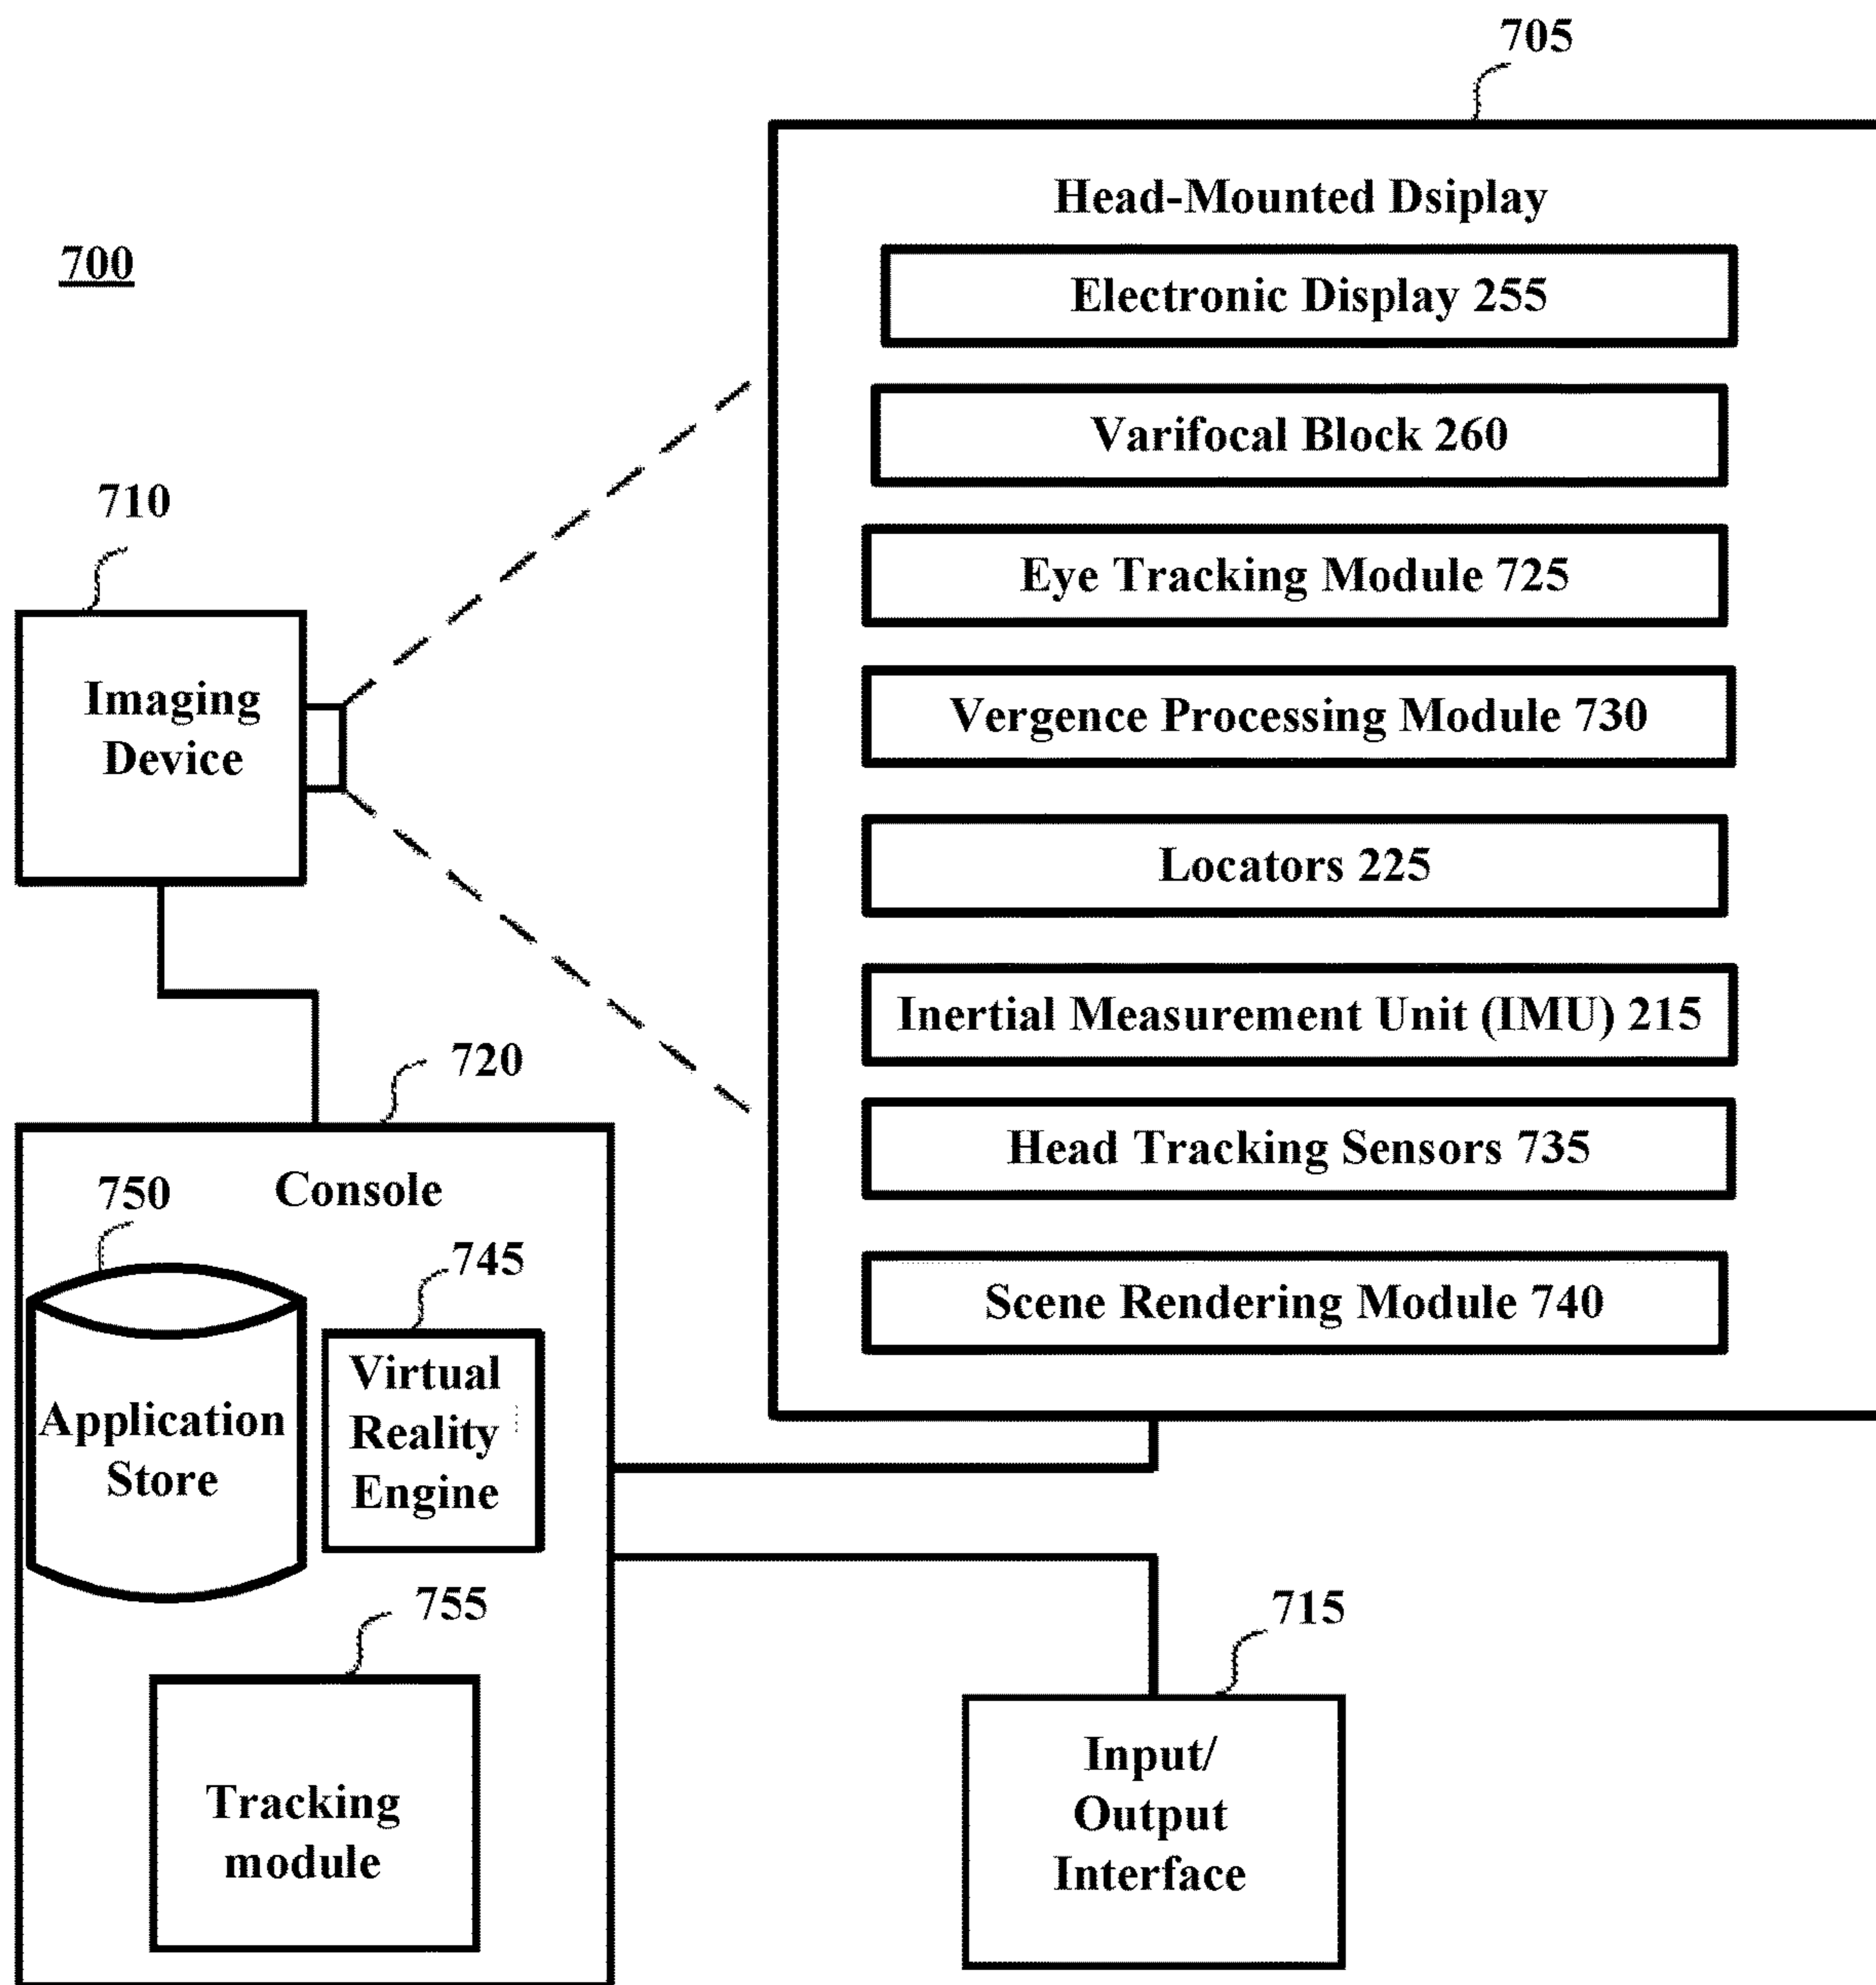 705
Head-Mounted Dsiplay
700
Electronic Display 255
Varifocal Block 260
710
Eye Tracking Module 725
Imaging
Device
Vergence Processing Module 730
Locators 225
Inertial Measurement Unit (IMU) 215
720
Head Tracking Sensors 735
Console
750
745
Scene Rendering Module 740
Virtual
Reality
Engine
Application
Store
755
715
Tracking
module
Input/
Output
Interface